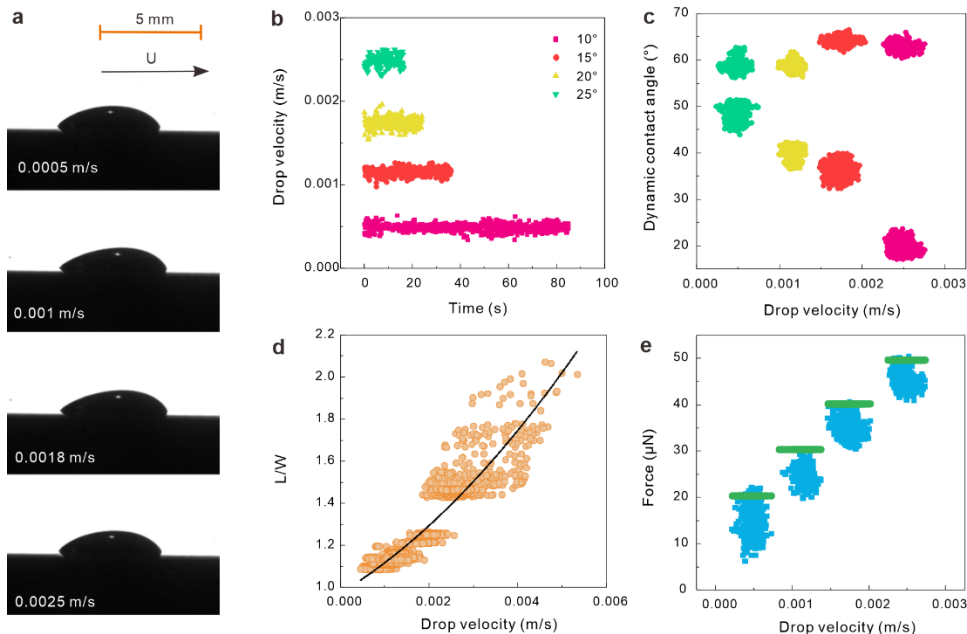 a
5 mm
U
0.0005 m/s
0.001 m/s
0.0018 m/s
0.0025 m/s
b
Drop velocity (m/s)
0.003
0.002
0.001
0.000
10°
15°
20°
25°
0 20 40 60 80 100
Time (s)
c
Dynamic contact angle (°)
70
60
50
40
30
20
0.000 0.001 0.002 0.003
Drop velocity (m/s)
d
L/W
2.2
2.0
1.8
1.6
1.4
1.2
1.0
0.000 0.002 0.004 0.006
Drop velocity (m/s)
e
Force (µN)
50
40
30
20
10
0
0.000 0.001 0.002 0.003
Drop velocity (m/s)